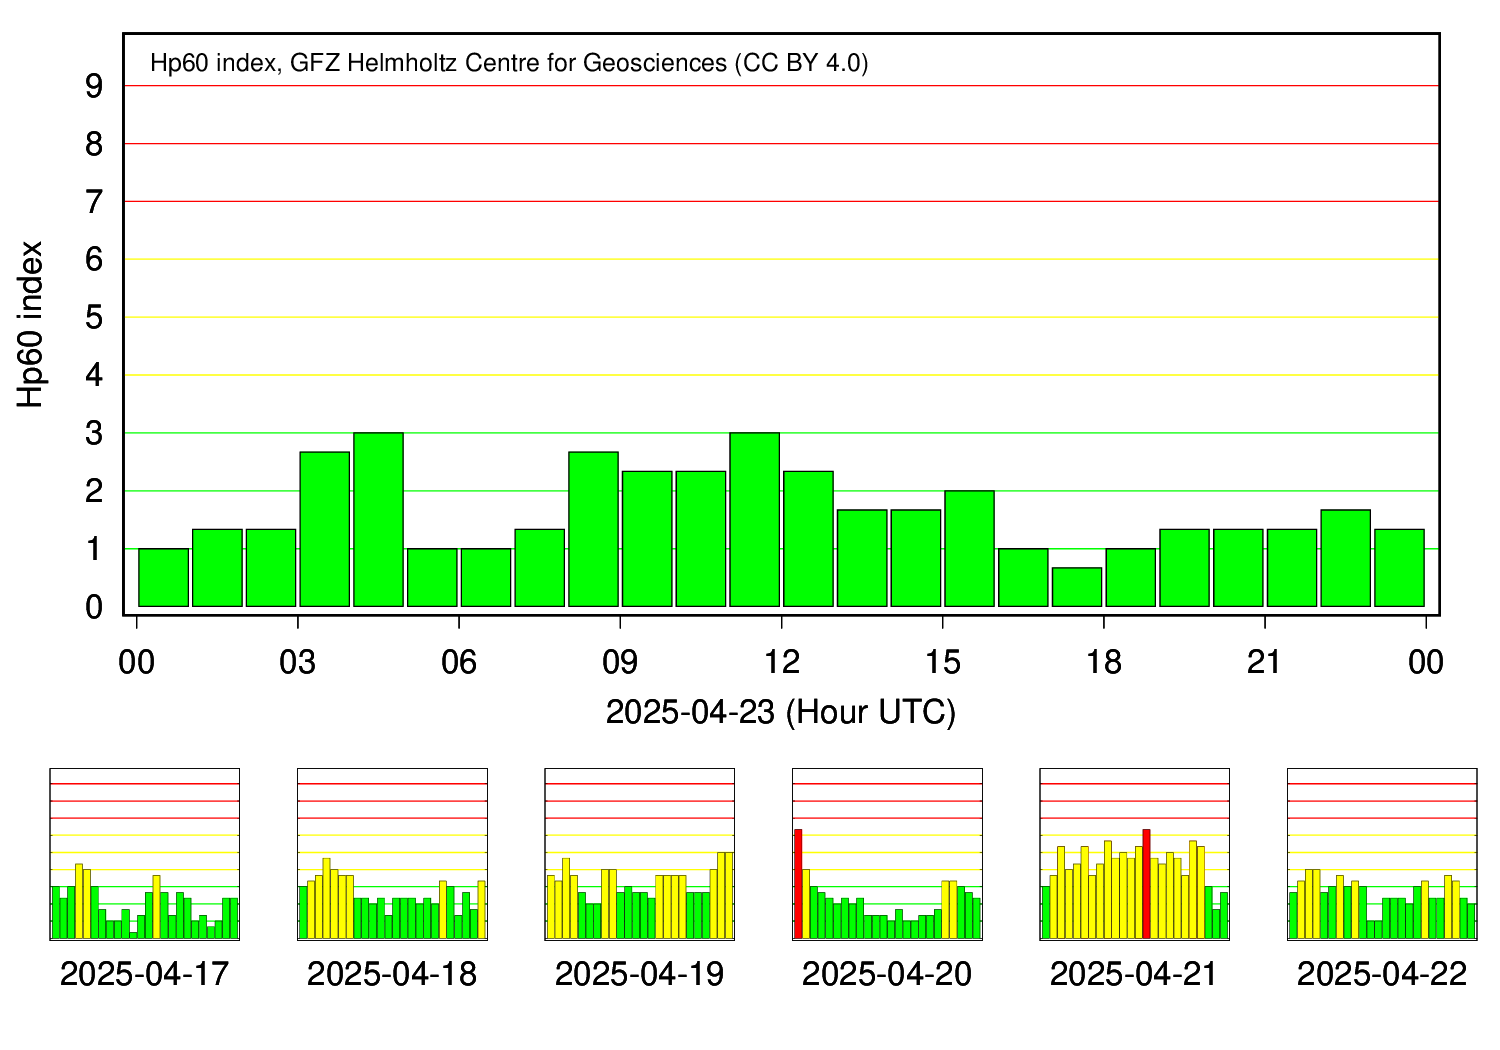 Hp60 index, GFZ Helmholtz Centre for Geosciences (CC BY 4.0)
9
8
7
6
5
4
3
2
1
0
Hp60 index
00 03 06 09 12 15 18 21 00
2025-04-23 (Hour UTC)
2025-04-17 2025-04-18 2025-04-19 2025-04-20 2025-04-21 2025-04-22